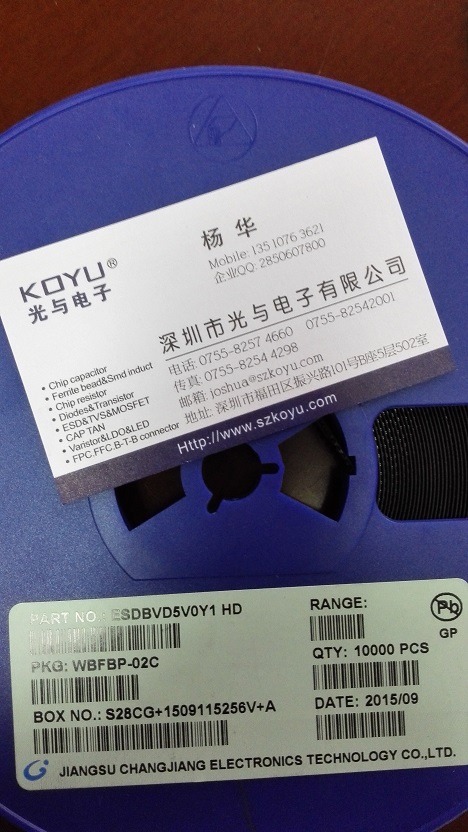 杨 华
Mobile: 135 1076 3621
企业QQ: 2850607800
KOYU®
光与电子
深圳市光与电子有限公司
电话: 0755-8257 4660 0755-82542001
传真: 0755-8254 4298
邮箱: joshua@szkoyu.com
地址: 深圳市福田区振兴路101号B座5层502室
• Chip capacitor
• Ferrite bead&Smd induct
• Chip resistor
• Diodes&Transistor
• ESD&TVS&MOSFET
• CAP TAN
• Varistor&LDO&LED
• FPC.FFC.B-T-B connector
Http://www.szkoyu.com
PART NO.: ESDBVD5V0Y1 HD
RANGE:
Pb
GP
PKG: WBFBP-02C
QTY: 10000 PCS
BOX NO.: S28CG+1509115256V+A
DATE: 2015/09
JIANGSU CHANGJIANG ELECTRONICS TECHNOLOGY CO.,LTD.